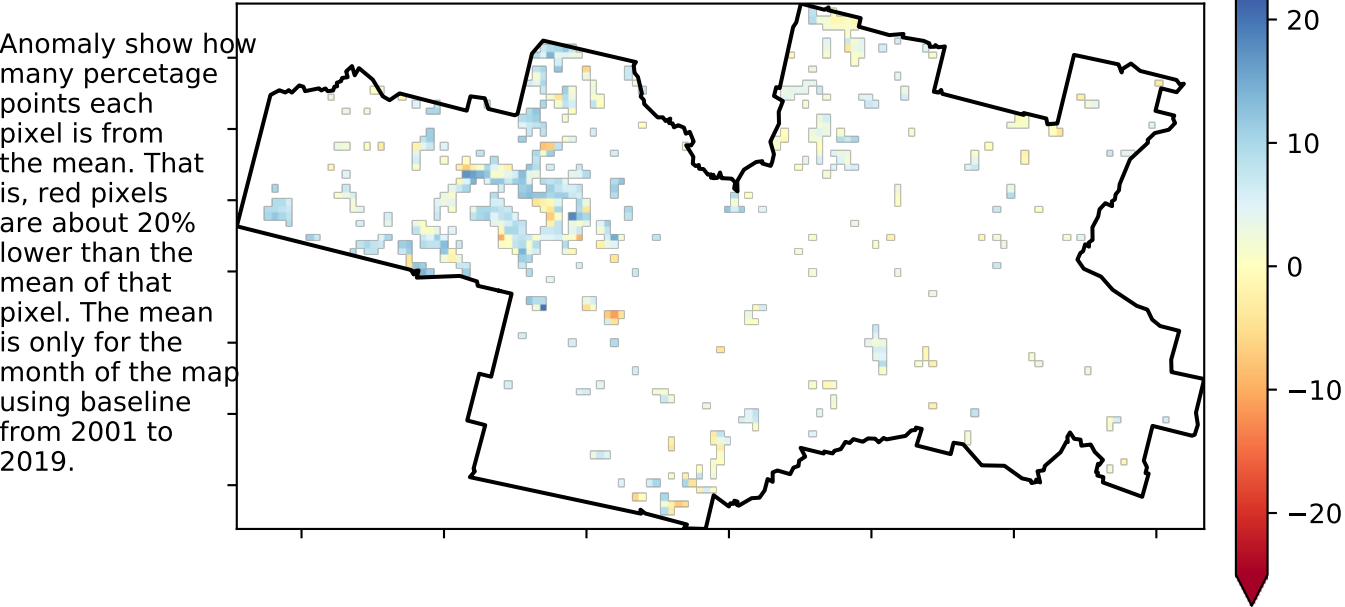 Anomaly show how
many percetage
points each
pixel is from
the mean. That
is, red pixels
are about 20%
lower than the
mean of that
pixel. The mean
is only for the
month of the map
using baseline
from 2001 to
2019.
20
10
0
−10
−20